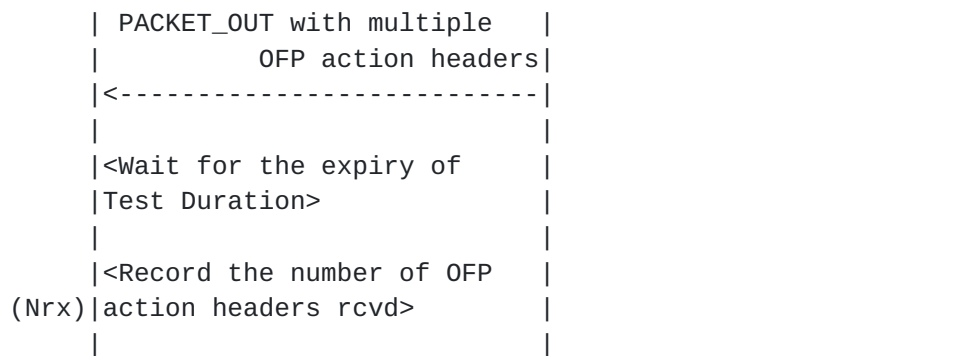 | PACKET_OUT with multiple   |
|          OFP action headers|
|<---------------------------|
|                            |
|<Wait for the expiry of     |
|Test Duration>              |
|                            |
|<Record the number of OFP   |
(Nrx)|action headers rcvd>        |
|                            |